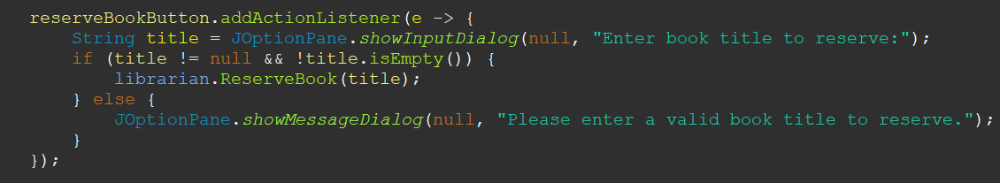 reserveBookButton.addActionListener(e -> {
    String title = JOptionPane.showInputDialog(null, "Enter book title to reserve:");
    if (title != null && !title.isEmpty()) {
        librarian.ReserveBook(title);
    } else {
        JOptionPane.showMessageDialog(null, "Please enter a valid book title to reserve.");
    }
});